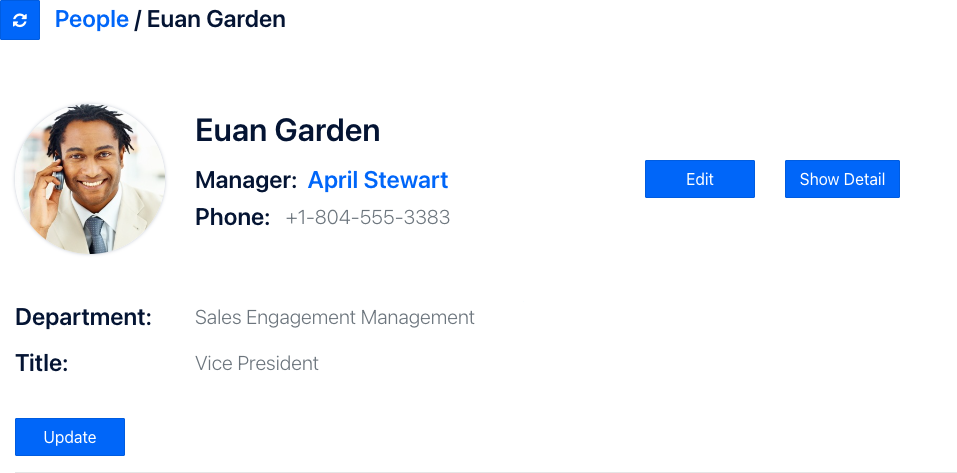 People / Euan Garden
Euan Garden
Manager: April Stewart
Edit
Show Detail
Phone: +1-804-555-3383
Department: Sales Engagement Management
Title: Vice President
Update